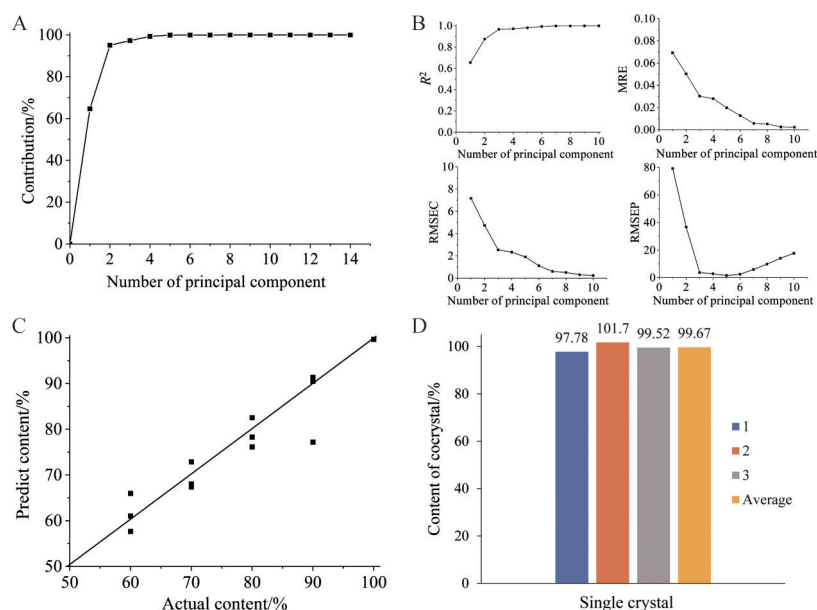 A
100
80
60
40
20
0
Contribution/%
0 2 4 6 8 10 12 14
Number of principal component
B
1.0
0.8
0.6
0.4
0.2
0.0
R²
0 2 4 6 8 10
Number of principal component
0.10
0.08
0.06
0.04
0.02
0.00
MRE
0 2 4 6 8 10
Number of principal component
10
8
6
4
2
0
RMSEC
0 2 4 6 8 10
Number of principal component
80
60
40
20
0
RMSEP
0 2 4 6 8 10
Number of principal component
C
100
90
80
70
60
50
Predict content/%
50 60 70 80 90 100
Actual content/%
D
97.78 101.7 99.52 99.67
100
80
60
40
20
0
Content of cocrystal/%
1
2
3
Average
Single crystal